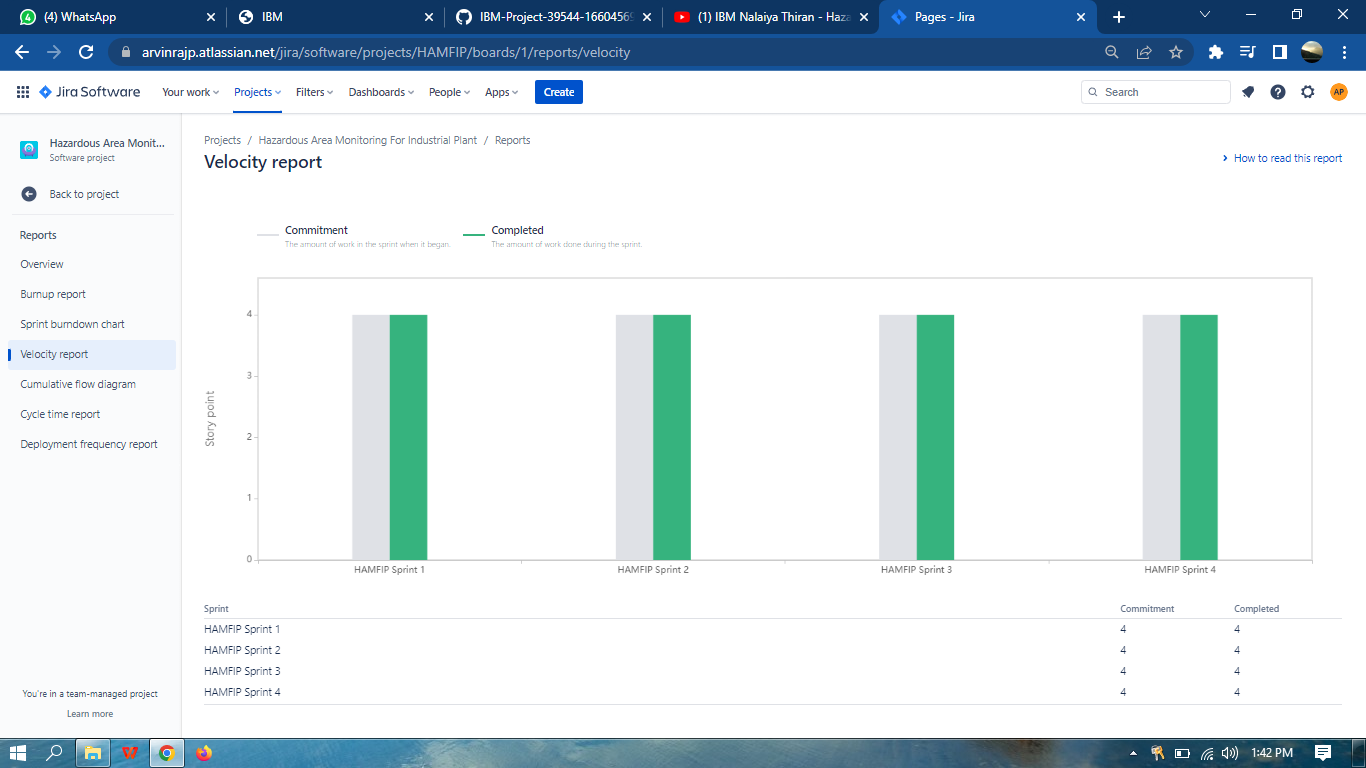 (4) WhatsApp
IBM
IBM-Project-39544-16604569
(1) IBM Nalaiya Thiran - Haza
Pages - Jira
arvinrajp.atlassian.net/jira/software/projects/HAMFIP/boards/1/reports/velocity
Jira Software
Your work
Projects
Filters
Dashboards
People
Apps
Create
Search
AP
Hazardous Area Monit...
Software project
Back to project
Reports
Overview
Burnup report
Sprint burndown chart
Velocity report
Cumulative flow diagram
Cycle time report
Deployment frequency report
You're in a team-managed project
Learn more
Projects / Hazardous Area Monitoring For Industrial Plant / Reports
Velocity report
How to read this report
Commitment
The amount of work in the sprint when it began.
Completed
The amount of work done during the sprint.
Story point
4
3
2
1
0
HAMFIP Sprint 1
HAMFIP Sprint 2
HAMFIP Sprint 3
HAMFIP Sprint 4
Sprint Commitment Completed
HAMFIP Sprint 1 4 4
HAMFIP Sprint 2 4 4
HAMFIP Sprint 3 4 4
HAMFIP Sprint 4 4 4
1:42 PM